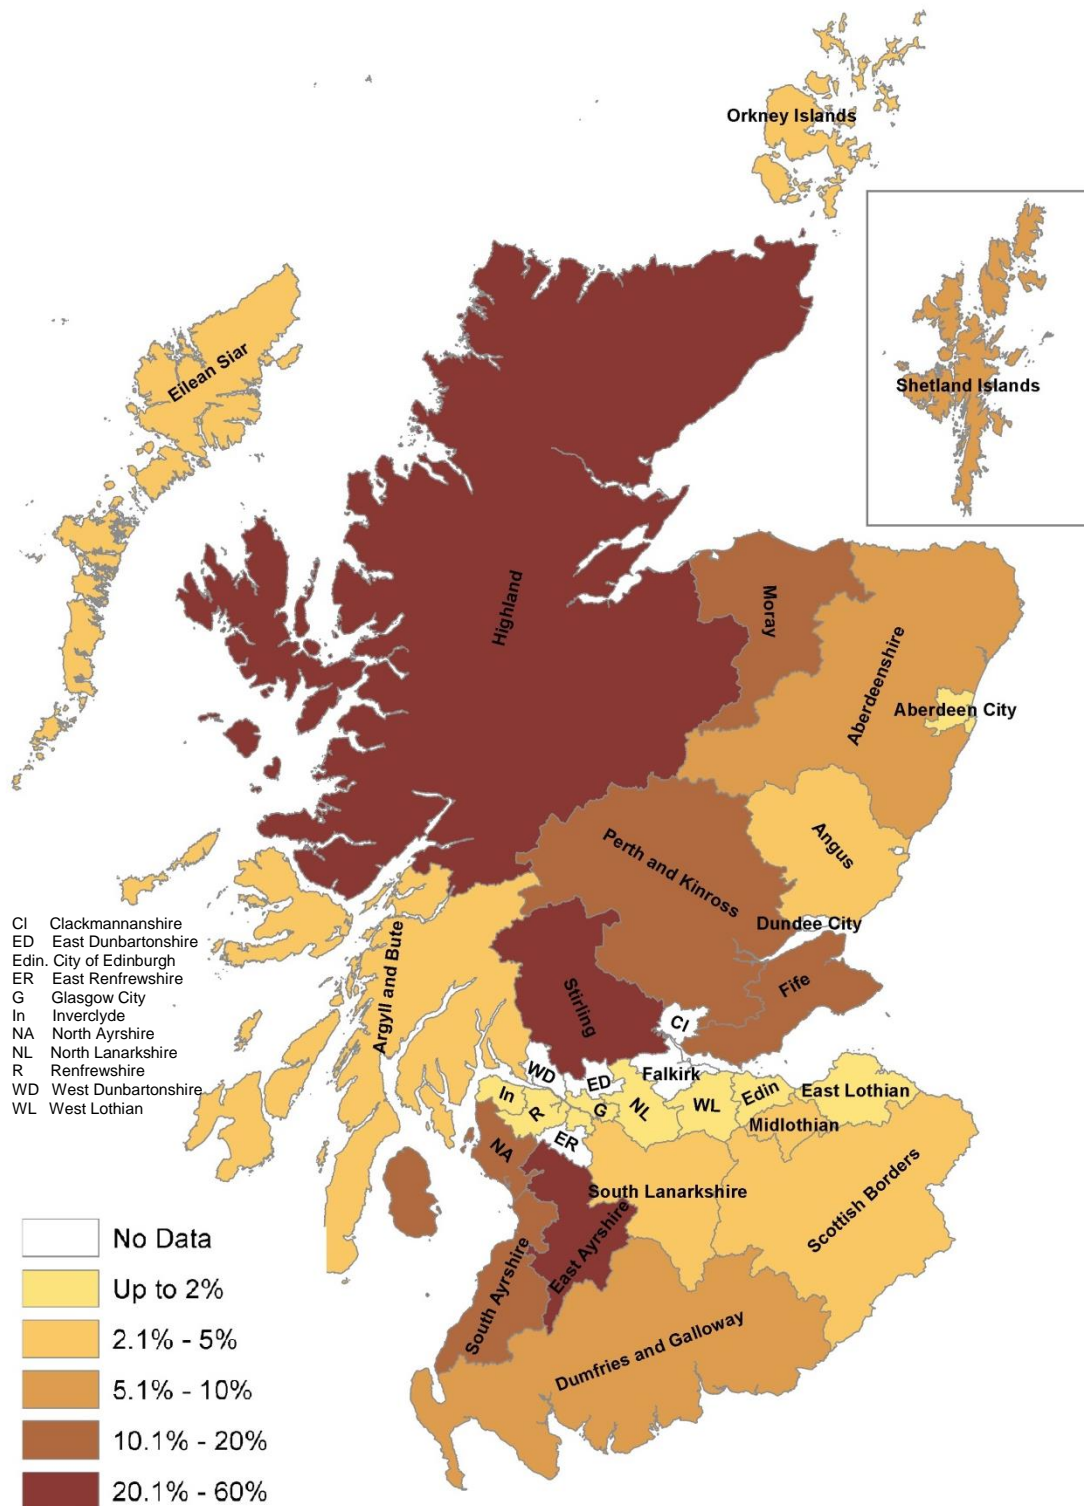 Orkney Islands
Shetland Islands
Eilean Siar
Highland
Moray
Aberdeenshire
Aberdeen City
Angus
Perth and Kinross
Dundee City
Fife
Argyll and Bute
Stirling
CI
WD
ED
Falkirk
In
R
G
NL
WL
Edin
East Lothian
Midlothian
ER
NA
South Lanarkshire
Scottish Borders
East Ayrshire
South Ayrshire
Dumfries and Galloway
CI Clackmannanshire
ED East Dunbartonshire
Edin. City of Edinburgh
ER East Renfrewshire
G Glasgow City
In Inverclyde
NA North Ayrshire
NL North Lanarkshire
R Renfrewshire
WD West Dunbartonshire
WL West Lothian
No Data
Up to 2%
2.1% - 5%
5.1% - 10%
10.1% - 20%
20.1% - 60%